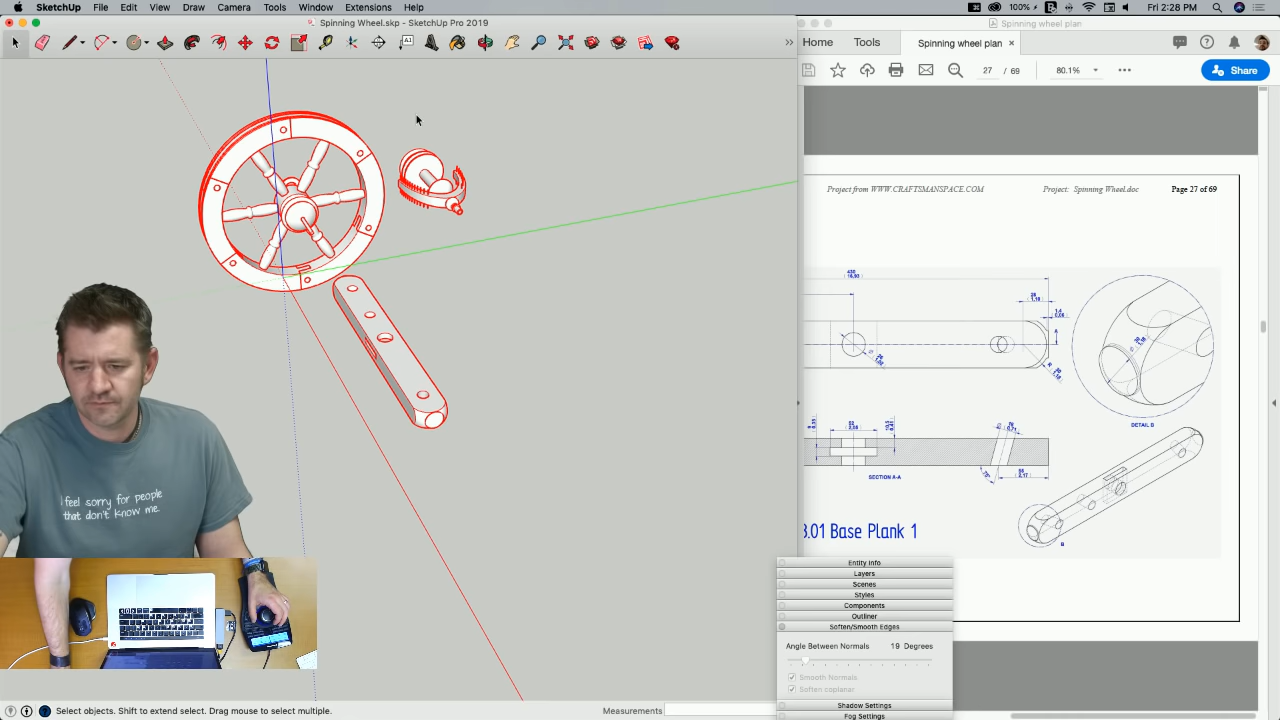 SketchUp File Edit View Draw Camera Tools Window Extensions Help
100% Fri 2:28 PM
Spinning Wheel.skp - SketchUp Pro 2019
Spinning wheel plan
Home Tools Spinning wheel plan ×
27 / 69 80.1% Share
Project from WWW.CRAFTSMANSPACE.COM Project: Spinning Wheel.doc Page 27 of 69
DETAIL B
SECTION A-A
B
3.01 Base Plank 1
i feel sorry for people
that don't know me.
Entity Info
Layers
Scenes
Styles
Components
Outliner
Soften/Smooth Edges
Angle Between Normals 19 Degrees
Smooth Normals
Soften coplanar
Shadow Settings
Fog Settings
Select objects. Shift to extend select. Drag mouse to select multiple.
Measurements